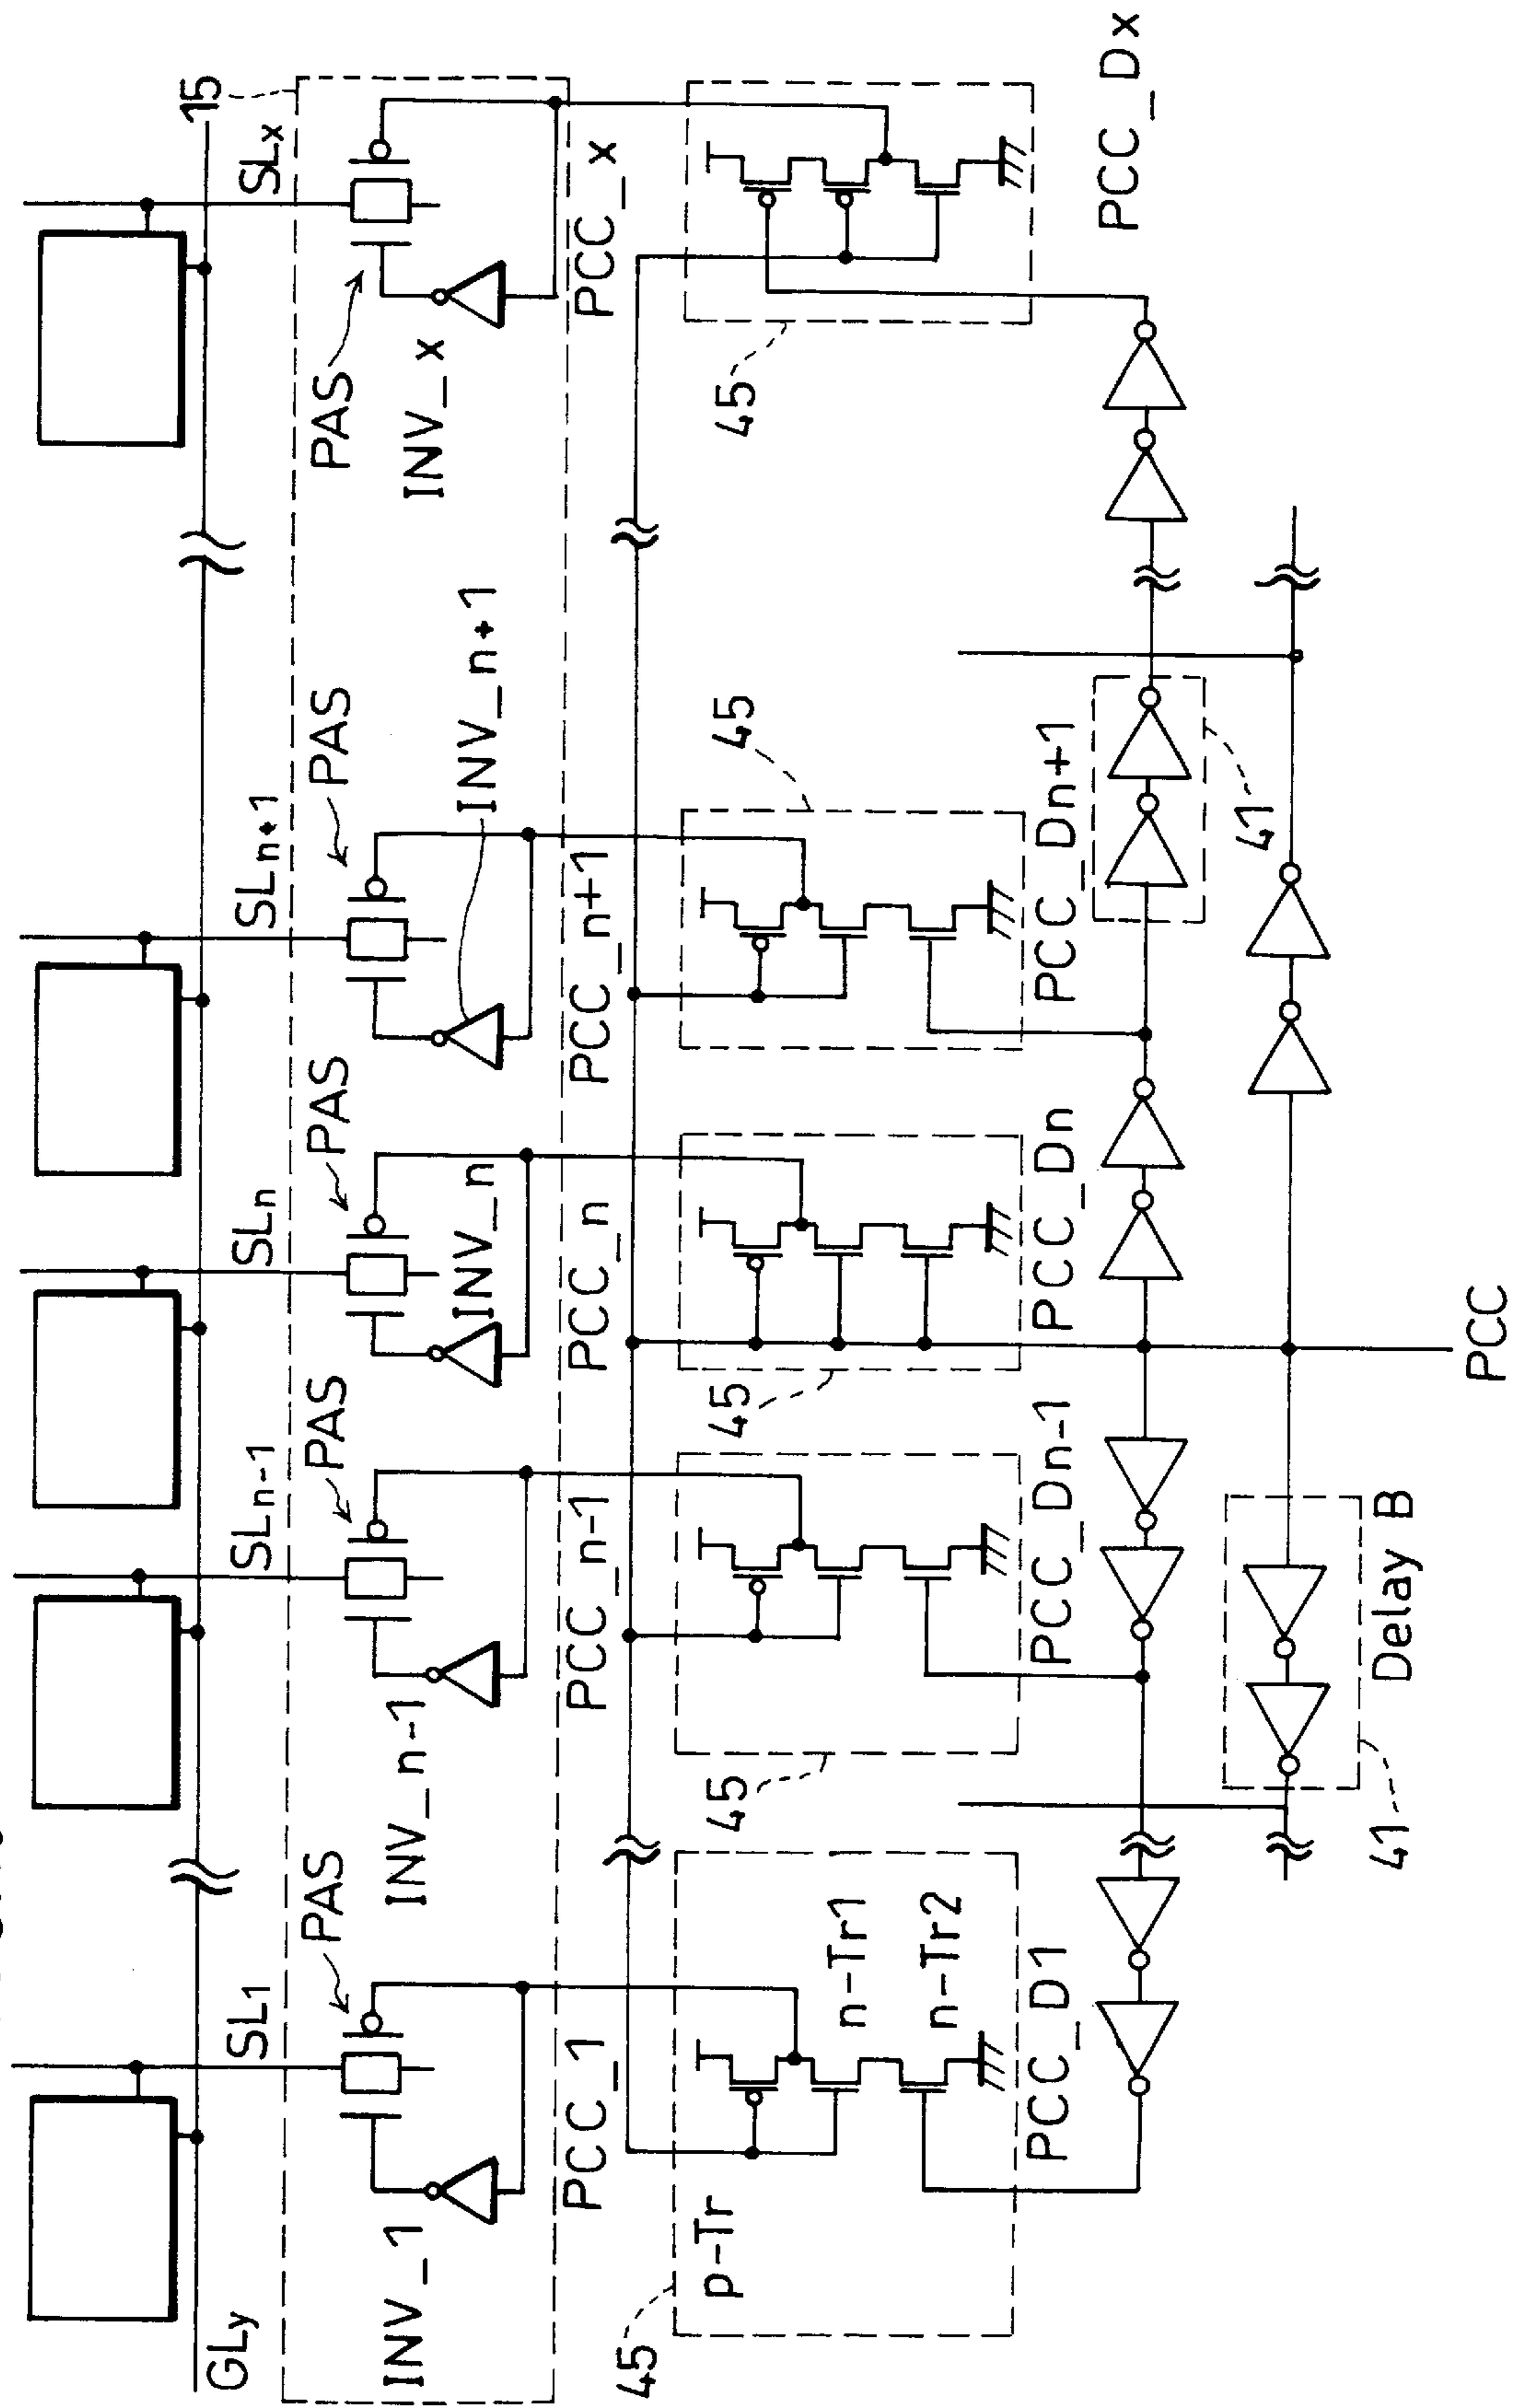 15
SL1
SLn-1
SLn
SLn+1
SLx
GLy
PAS
PAS
PAS
PAS
PAS
INV_1
INV_n-1
INV_n
INV_n+1
INV_x
PCC_1
PCC_n-1
PCC_n
PCC_n+1
PCC_x
45
p-Tr
n-Tr1
n-Tr2
45
45
45
45
PCC_D1
PCC_Dn-1
PCC_Dn
PCC_Dn+1
PCC_Dx
41
41
Delay B
PCC